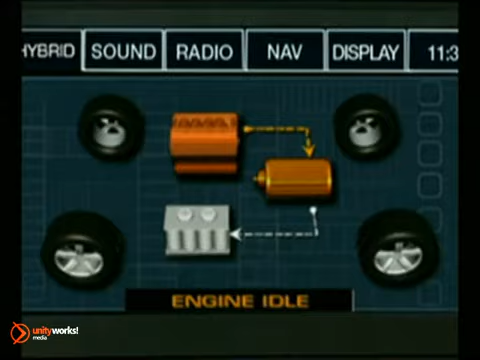 HYBRID SOUND RADIO NAV DISPLAY 11:3
ENGINE IDLE
unityworks!
media